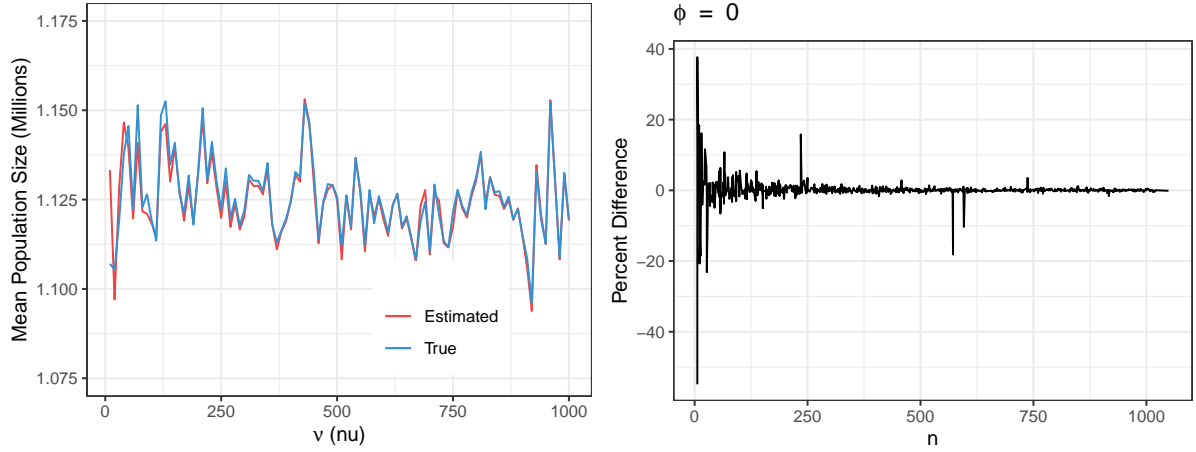 Mean Population Size (Millions)
1.175
1.150
1.125
1.100
1.075
Estimated
True
0
250
500
750
1000
ν (nu)
ϕ = 0
Percent Difference
40
20
0
−20
−40
0
250
500
750
1000
n